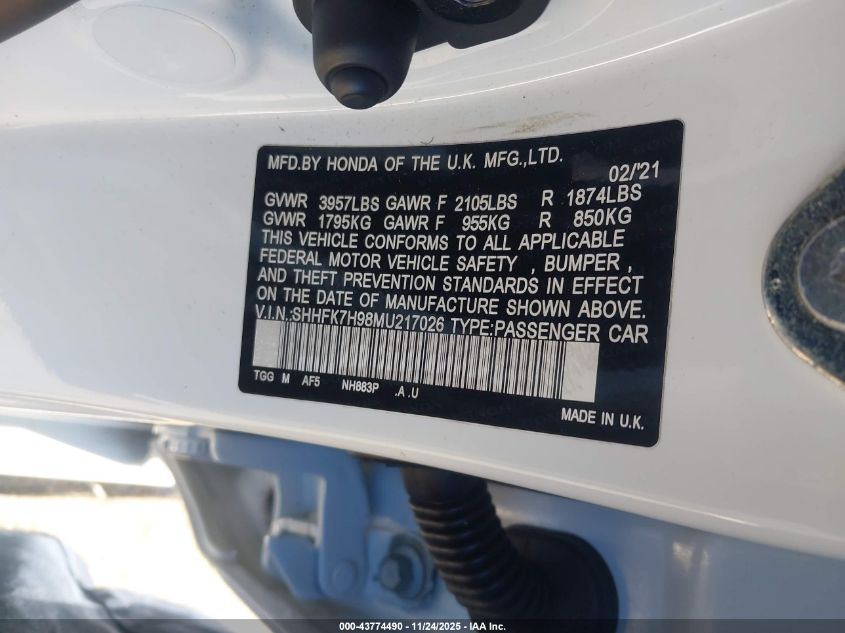 MFD.BY HONDA OF THE U.K. MFG.,LTD.
02/'21
GVWR 3957LBS GAWR F 2105LBS R 1874LBS
GVWR 1795KG GAWR F 955KG R 850KG
THIS VEHICLE CONFORMS TO ALL APPLICABLE
FEDERAL MOTOR VEHICLE SAFETY , BUMPER ,
AND THEFT PREVENTION STANDARDS IN EFFECT
ON THE DATE OF MANUFACTURE SHOWN ABOVE.
V.I.N.:SHHFK7H98MU217026 TYPE:PASSENGER CAR
TGG M AF5 NH883P .A .U
MADE IN U.K.
000-43774490 - 11/24/2025 - www.iaai.com